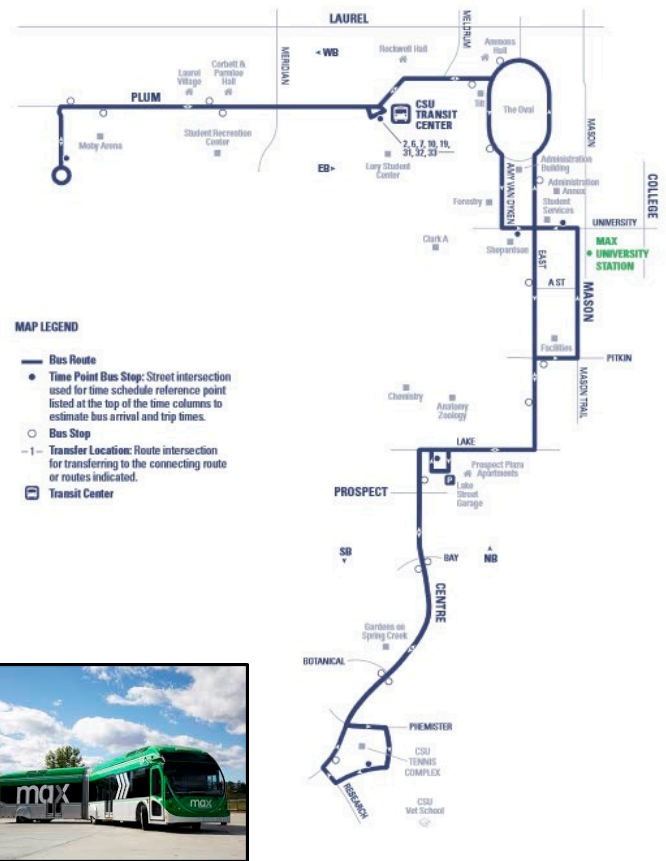 LAUREL
MERIDIAN
MELDRUM
MASON
WB
Rockwell Hall
Ammons
Hall
Laurel
Village
Corbett &
Parmlee
Hall
PLUM
CSU
TRANSIT
CENTER
2, 6, 7, 10, 19,
31, 32, 33
Sit
The Oval
Moby Arena
Student Recreation
Center
EB
Lory Student
Center
Administration
Building
Administration
Annex
AMY VAN DYKEN
Forestry
Student
Services
COLLEGE
UNIVERSITY
Clark A
Shepardson
MAX
UNIVERSITY
STATION
EAST
A ST
MASON
Facilities
PITKIN
MASON TRAIL
MAP LEGEND
Bus Route
Time Point Bus Stop: Street intersection
used for time schedule reference point
listed at the top of the time columns to
estimate bus arrival and trip times.
Bus Stop
1 Transfer Location: Route intersection
for transferring to the connecting route
or routes indicated.
Transit Center
Chemistry
Anatomy
Zoology
LAKE
Prospect Plaza
Apartments
P
Lake
Street
Garage
PROSPECT
SB
BAY
NB
CENTRE
Gardens on
Spring Creek
BOTANICAL
PHEMISTER
CSU
TENNIS
COMPLEX
RESEARCH
CSU
Vet School
max
max